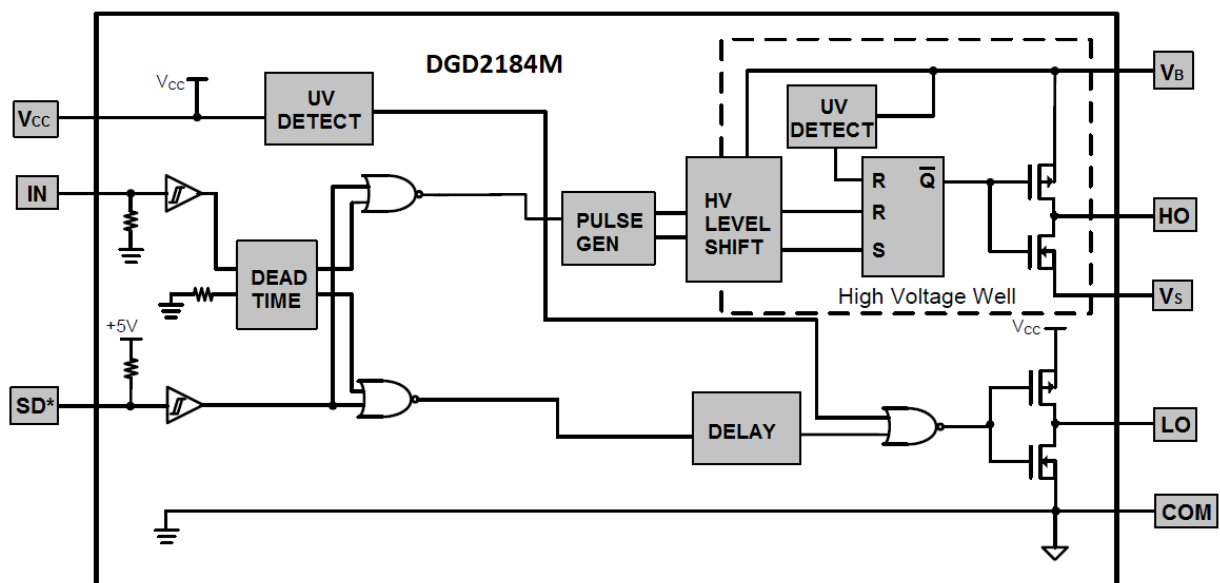 DGD2184M
VCC
VCC
UV
DETECT
UV
DETECT
VB
IN
HV
LEVEL
SHIFT
R
Q̅
R
S
PULSE
GEN
HO
DEAD
TIME
High Voltage Well
VS
+5V
VCC
SD*
DELAY
LO
COM